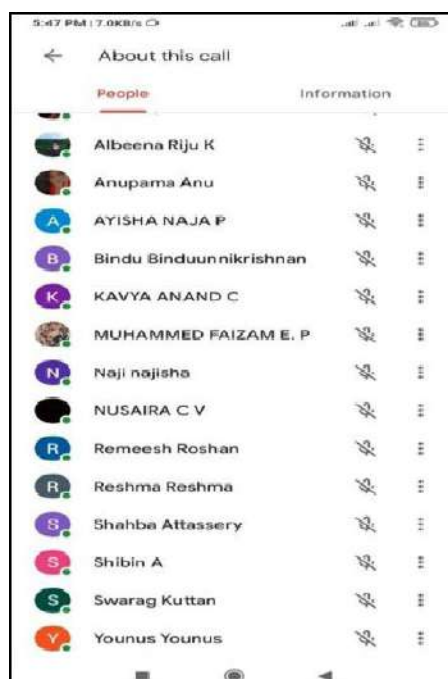 5:47 PM | 7.0KB/s
About this call
People Information
Albeena Riju K
Anupama Anu
A AYISHA NAJA P
B Bindu Binduunnikrishnan
K KAVYA ANAND C
MUHAMMED FAIZAM E. P
N Naji najisha
NUSAIRA C V
R Remeesh Roshan
R Reshma Reshma
S Shahba Attassery
S Shibin A
S Swarag Kuttan
Y Younus Younus